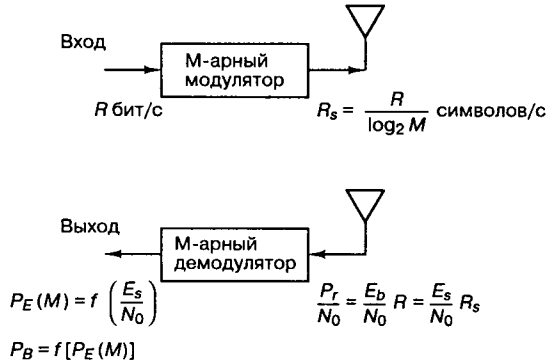 Вход
М-арный
модулятор
R бит/с
R_s = R / log₂ M символов/с
Выход
М-арный
демодулятор
P_E (M) = f (E_s / N_0)
P_r / N_0 = E_b / N_0 R = E_s / N_0 R_s
P_B = f [P_E (M)]